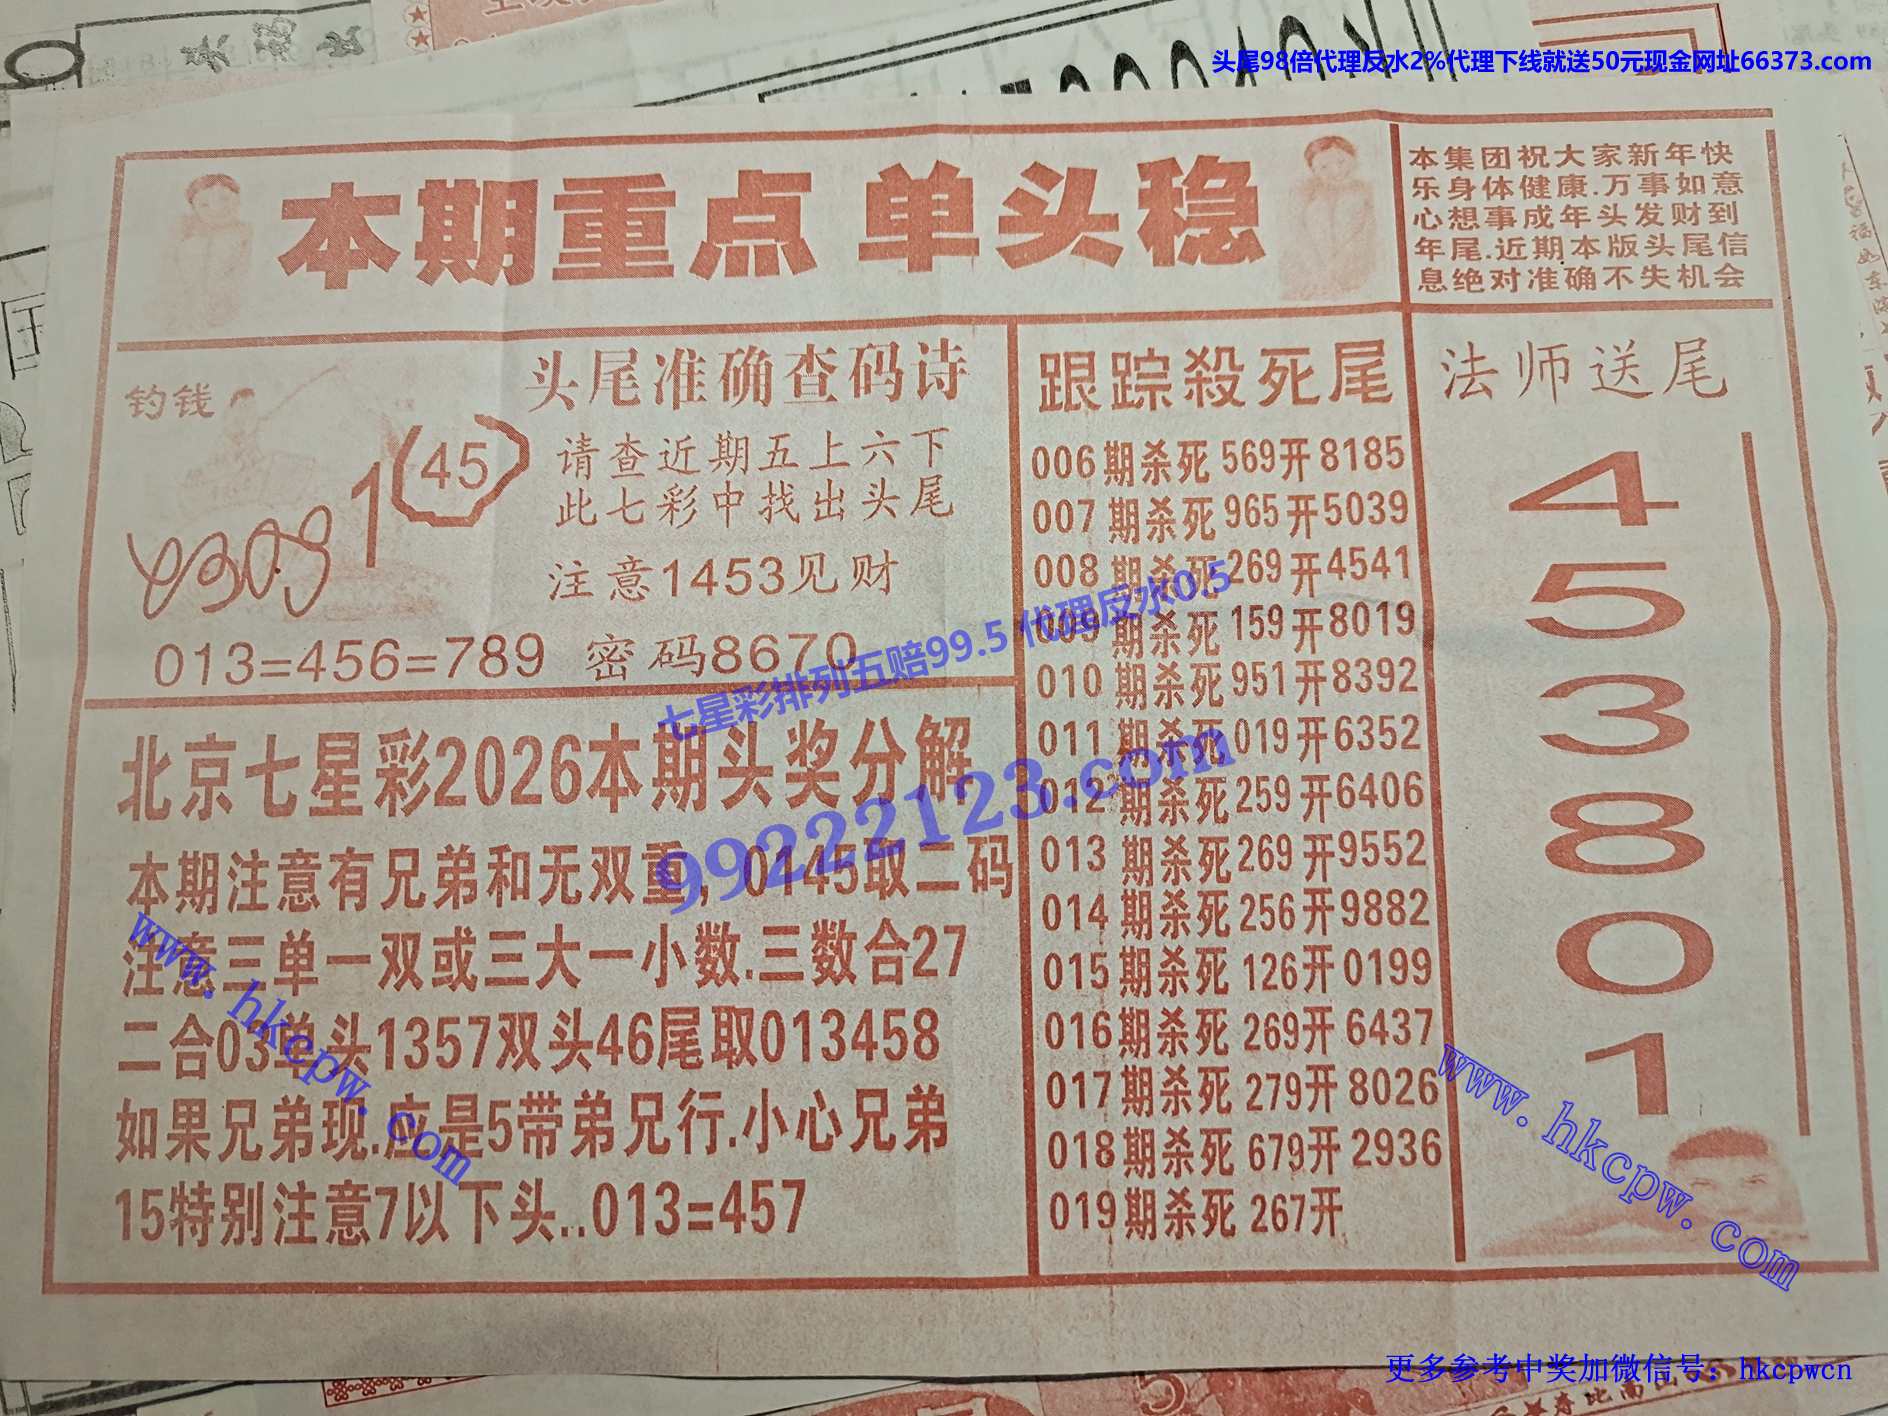 头尾98倍代理反水2%代理下线就送50元现金网址66373.com
本期重点 单头稳
本集团祝大家新年快
乐身体健康.万事如意
心想事成年头发财到
年尾.近期本版头尾信
息绝对准确不失机会
钓钱
1
(45)
头尾准确查码诗
请查近期五上六下
此七彩中找出头尾
注意1453见财
013=456=789 密码8670
北京七星彩2026本期头奖分解
本期注意有兄弟和无双重，0145取二码
注意三单一双或三大一小数.三数合27
二合03单头1357双头46尾取013458
如果兄弟现.应是5带弟兄行.小心兄弟
15特别注意7以下头..013=457
跟踪殺死尾
006期杀死569开8185
007期杀死965开5039
008期杀死269开4541
009期杀死159开8019
010期杀死951开8392
011期杀死019开6352
012期杀死259开6406
013期杀死269开9552
014期杀死256开9882
015期杀死126开0199
016期杀死269开6437
017期杀死279开8026
018期杀死679开2936
019期杀死267开
法师送尾
4
5
3
8
0
1
七星彩排列五赔99.5 代理反水0.5
99222123.com
www.hkcpw.com
www.hkcpw.com
更多参考中奖加微信号：hkcpwcn